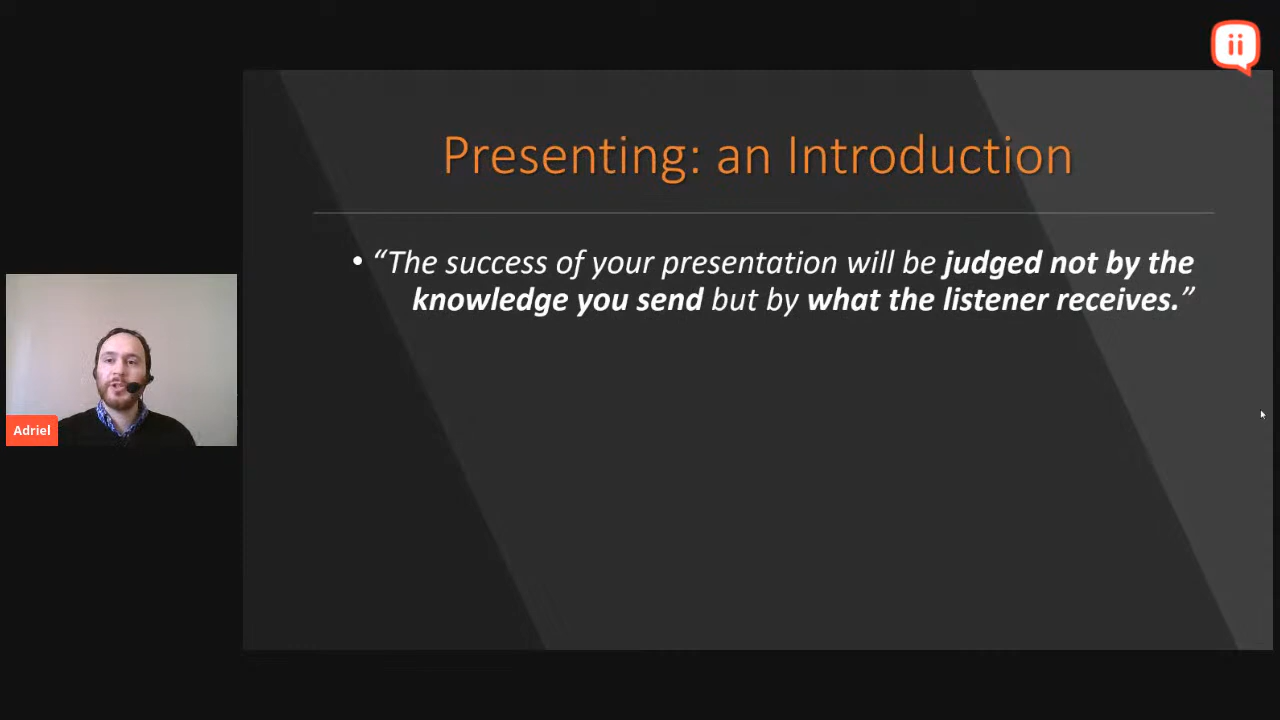 ii
Presenting: an Introduction
• “The success of your presentation will be judged not by the
knowledge you send but by what the listener receives.”
Adriel